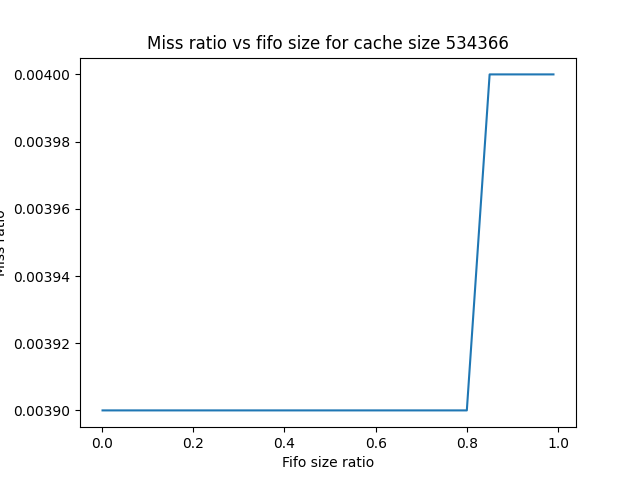 Miss ratio vs fifo size for cache size 534366
0.00400
0.00398
0.00396
0.00394
0.00392
0.00390
Miss ratio
0.0 0.2 0.4 0.6 0.8 1.0
Fifo size ratio